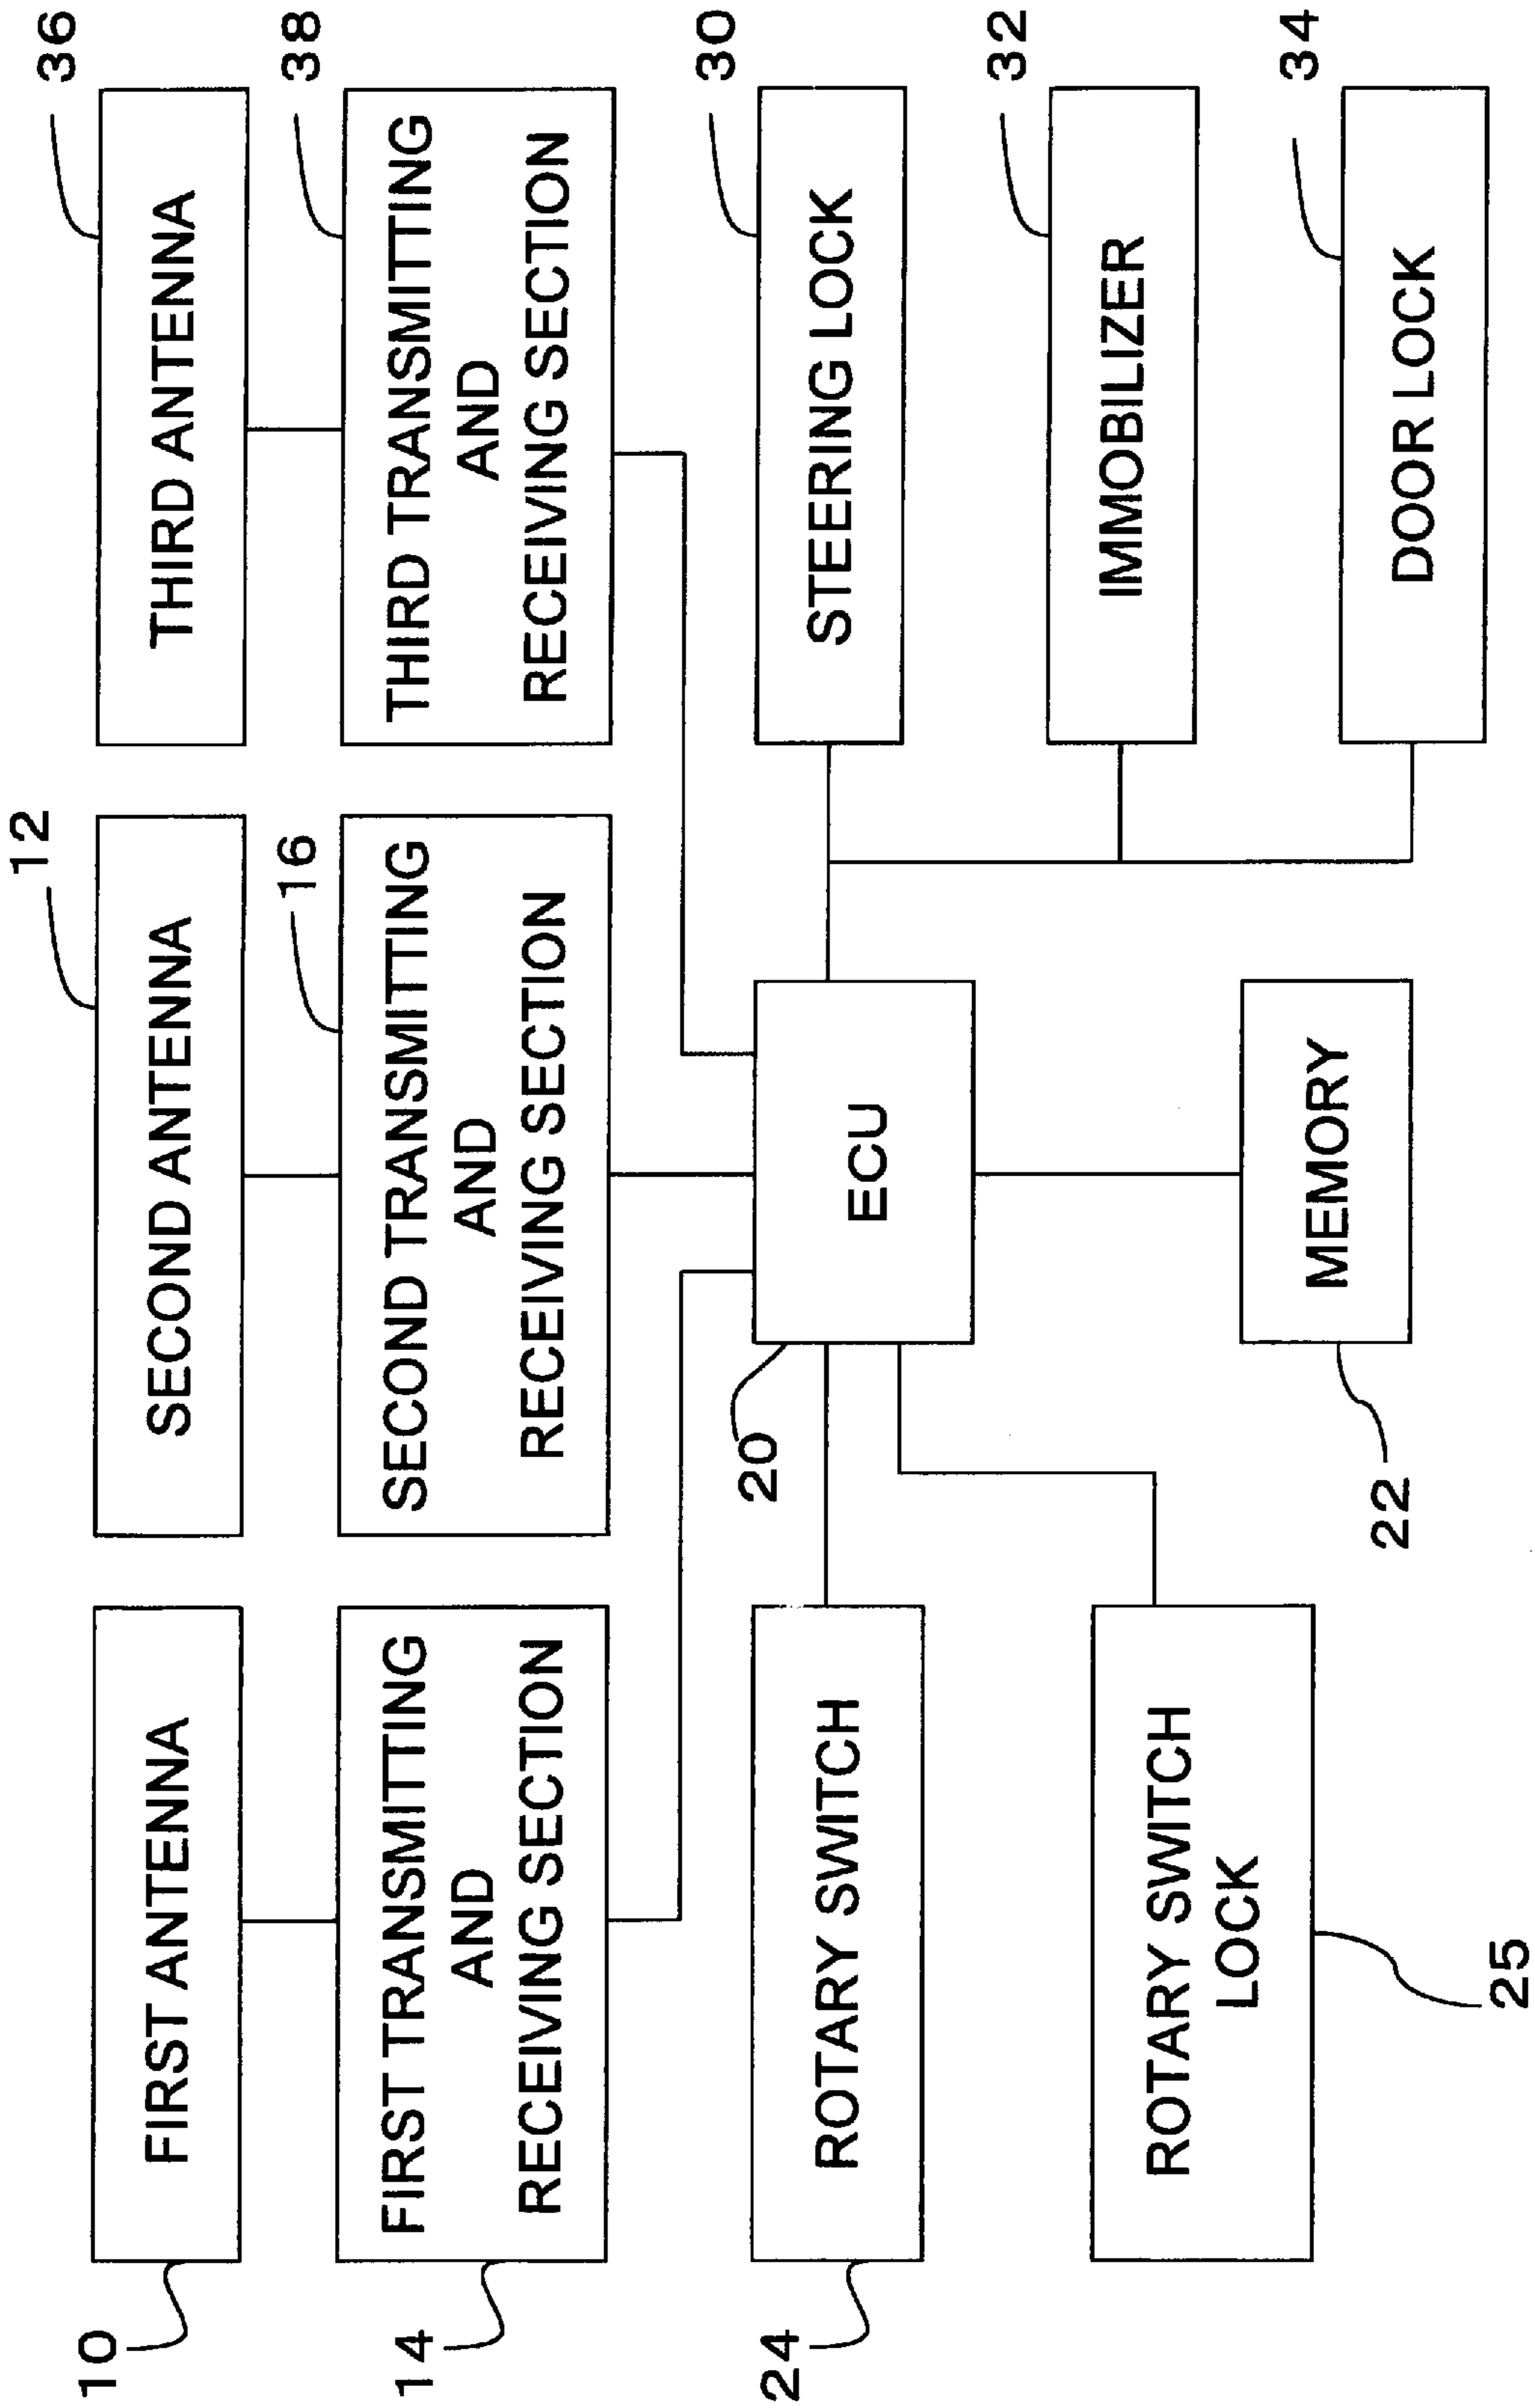 10
FIRST ANTENNA
12
SECOND ANTENNA
36
THIRD ANTENNA
14
FIRST TRANSMITTING
AND
RECEIVING SECTION
16
SECOND TRANSMITTING
AND
RECEIVING SECTION
38
THIRD TRANSMITTING
AND
RECEIVING SECTION
24
ROTARY SWITCH
20
ECU
30
STEERING LOCK
32
IMMOBILIZER
ROTARY SWITCH
LOCK
25
MEMORY
22
34
DOOR LOCK